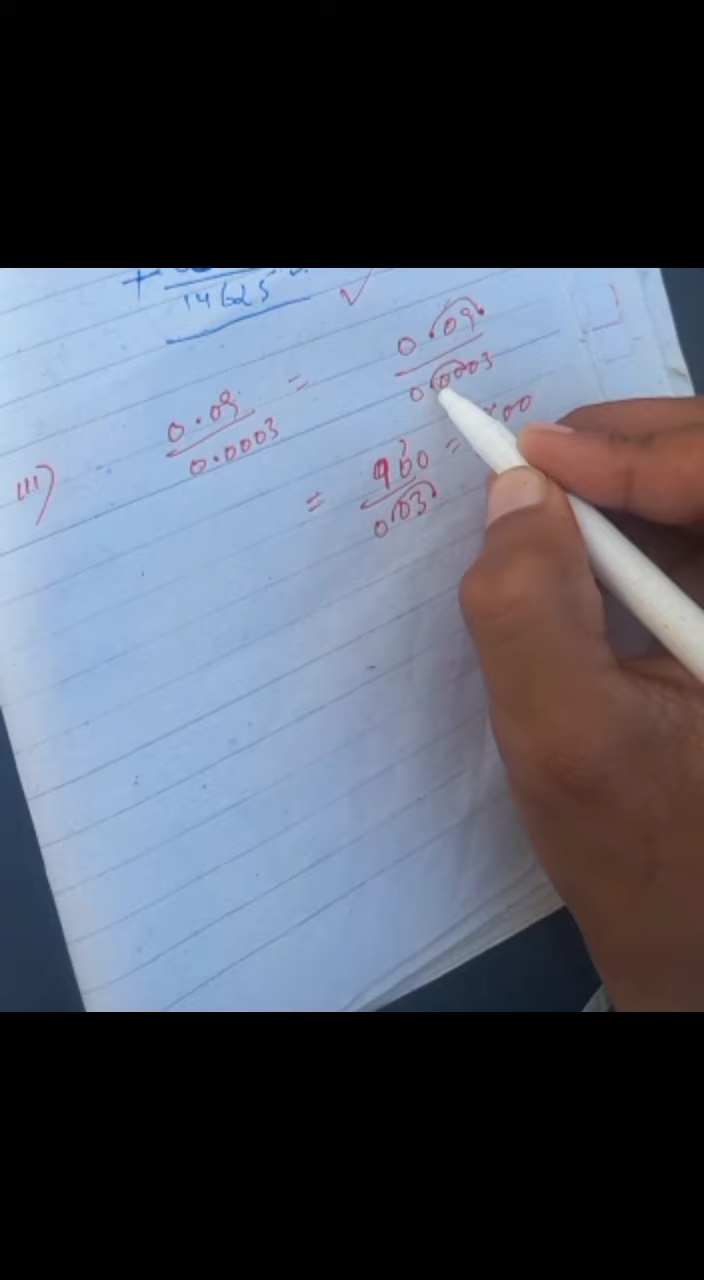 14625
III) 0.09 / 0.0003 = 0.09 / 0.0003
= 900 / 0.03 =